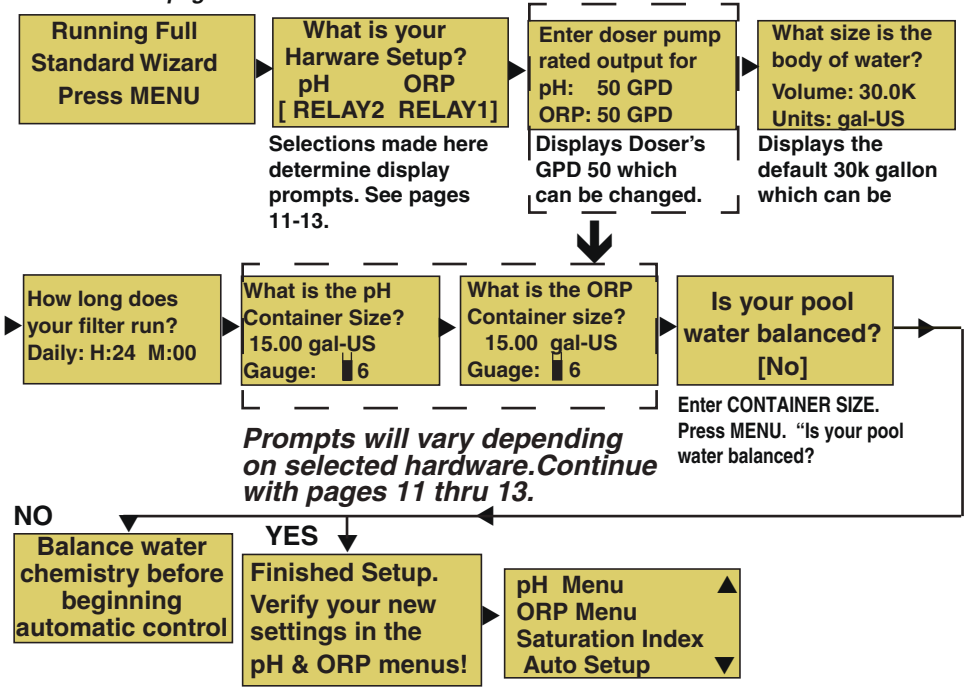 Running Full
Standard Wizard
Press MENU
What is your
Harware Setup?
pH ORP
[ RELAY2 RELAY1]
Selections made here
determine display
prompts. See pages
11-13.
Enter doser pump
rated output for
pH: 50 GPD
ORP: 50 GPD
Displays Doser's
GPD 50 which
can be changed.
What size is the
body of water?
Volume: 30.0K
Units: gal-US
Displays the
default 30k gallon
which can be
How long does
your filter run?
Daily: H:24 M:00
What is the pH
Container Size?
15.00 gal-US
Gauge: 6
What is the ORP
Container size?
15.00 gal-US
Guage: 6
Is your pool
water balanced?
[No]
Enter CONTAINER SIZE.
Press MENU. “Is your pool
water balanced?
Prompts will vary depending
on selected hardware.Continue
with pages 11 thru 13.
NO
Balance water
chemistry before
beginning
automatic control
YES
Finished Setup.
Verify your new
settings in the
pH & ORP menus!
pH Menu
ORP Menu
Saturation Index
Auto Setup